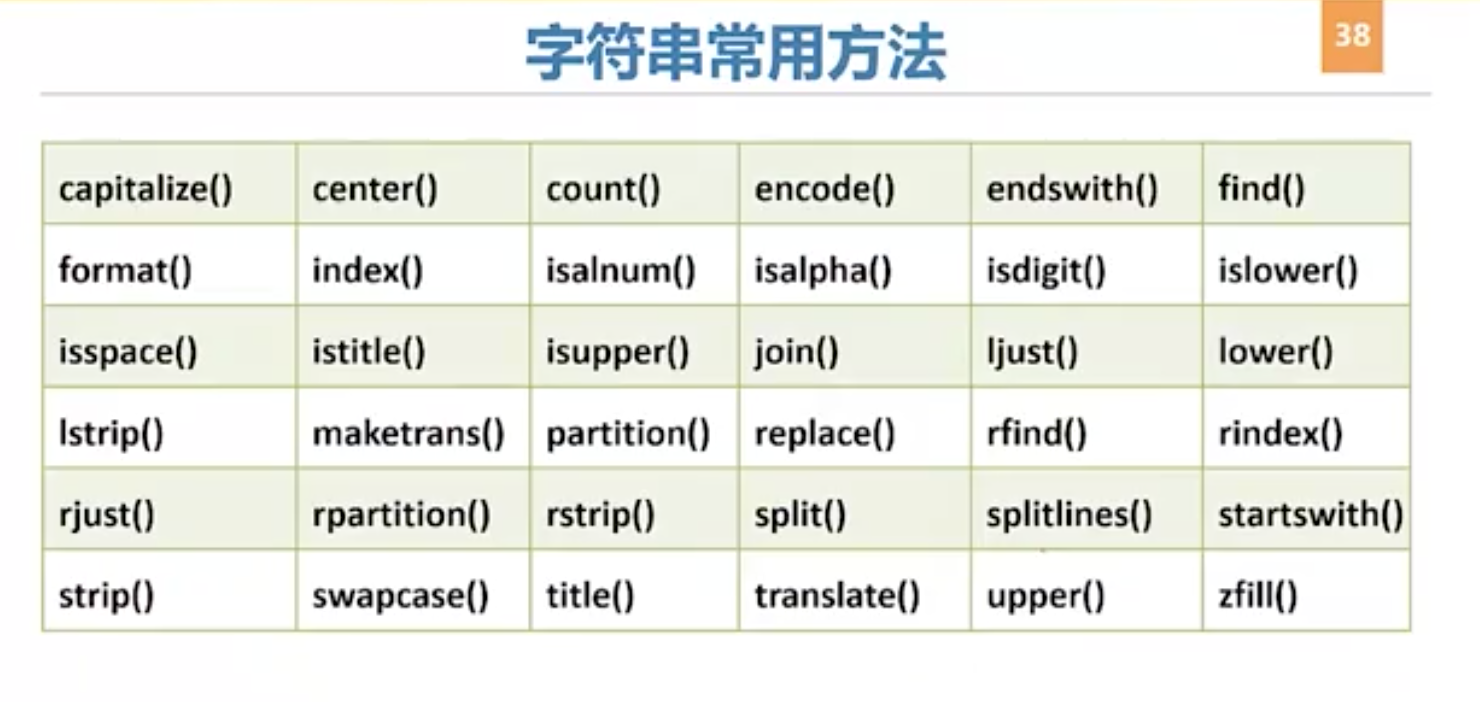 字符串常用方法
38
capitalize() center() count() encode() endswith() find()
format() index() isalnum() isalpha() isdigit() islower()
isspace() istitle() isupper() join() ljust() lower()
lstrip() maketrans() partition() replace() rfind() rindex()
rjust() rpartition() rstrip() split() splitlines() startswith()
strip() swapcase() title() translate() upper() zfill()